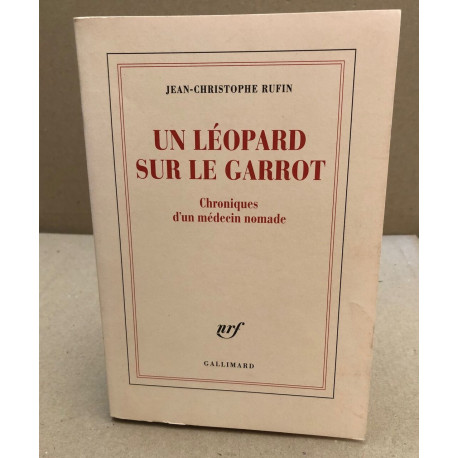 JEAN-CHRISTOPHE RUFIN
UN LÉOPARD
SUR LE GARROT
Chroniques
d'un médecin nomade
nrf
GALLIMARD